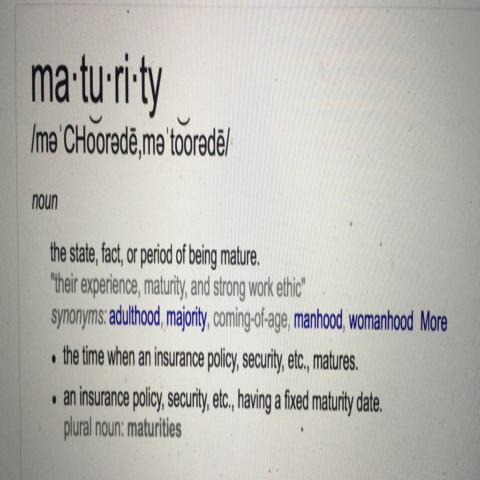 ma·tu·ri·ty
/məˈCHo͝orədē,məˈto͝orədē/
noun
the state, fact, or period of being mature.
"their experience, maturity, and strong work ethic"
synonyms: adulthood, majority, coming-of-age, manhood, womanhood More
• the time when an insurance policy, security, etc., matures.
• an insurance policy, security, etc., having a fixed maturity date.
plural noun: maturities